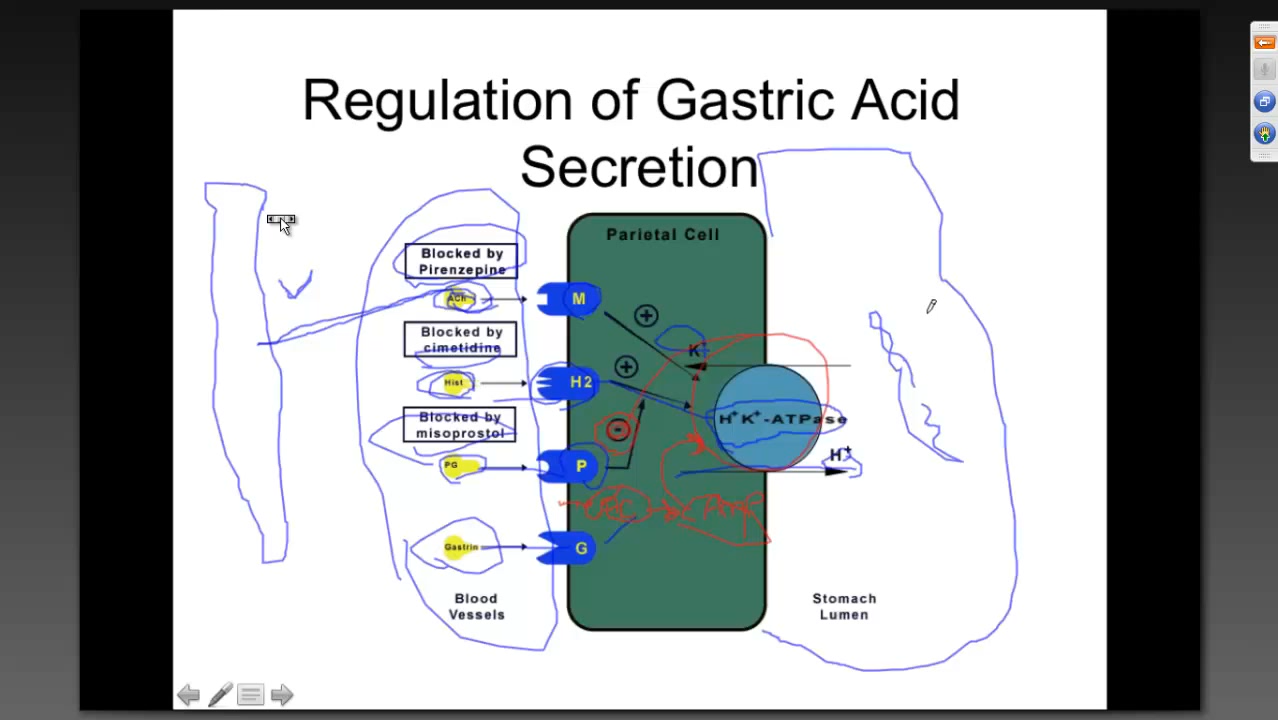 Regulation of Gastric Acid
Secretion
Parietal Cell
Blocked by
Pirenzepine
ACh
M
+
Blocked by
cimetidine
K+
+
Hist
H2
Blocked by
misoprostol
H+K+-ATPase
-
PG
P
H+
cAMP
Gastrin
G
Blood
Vessels
Stomach
Lumen